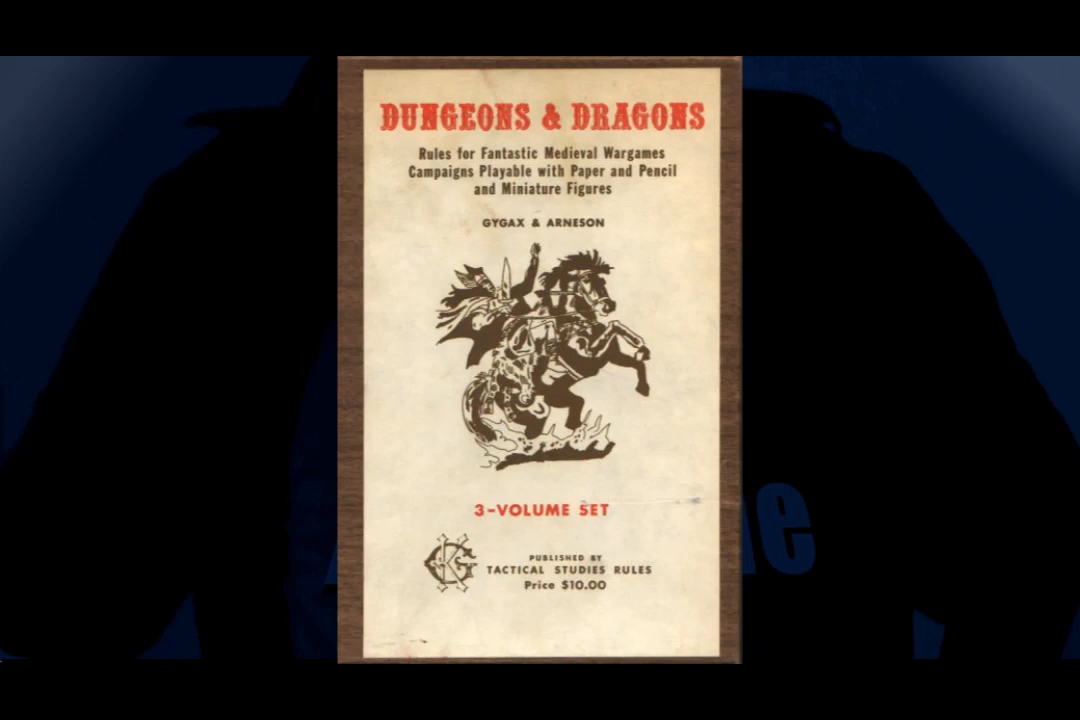 DUNGEONS & DRAGONS
Rules for Fantastic Medieval Wargames
Campaigns Playable with Paper and Pencil
and Miniature Figures
GYGAX & ARNESON
3-VOLUME SET
GK
PUBLISHED BY
TACTICAL STUDIES RULES
Price $10.00